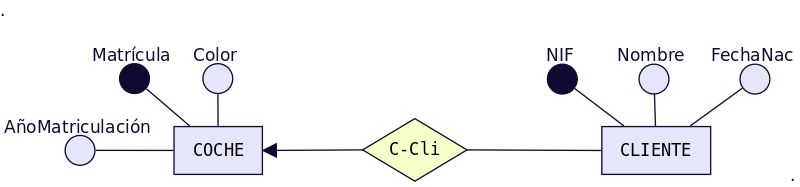 .
Matrícula Color NIF Nombre FechaNac
AñoMatriculación
COCHE C-Cli CLIENTE
.